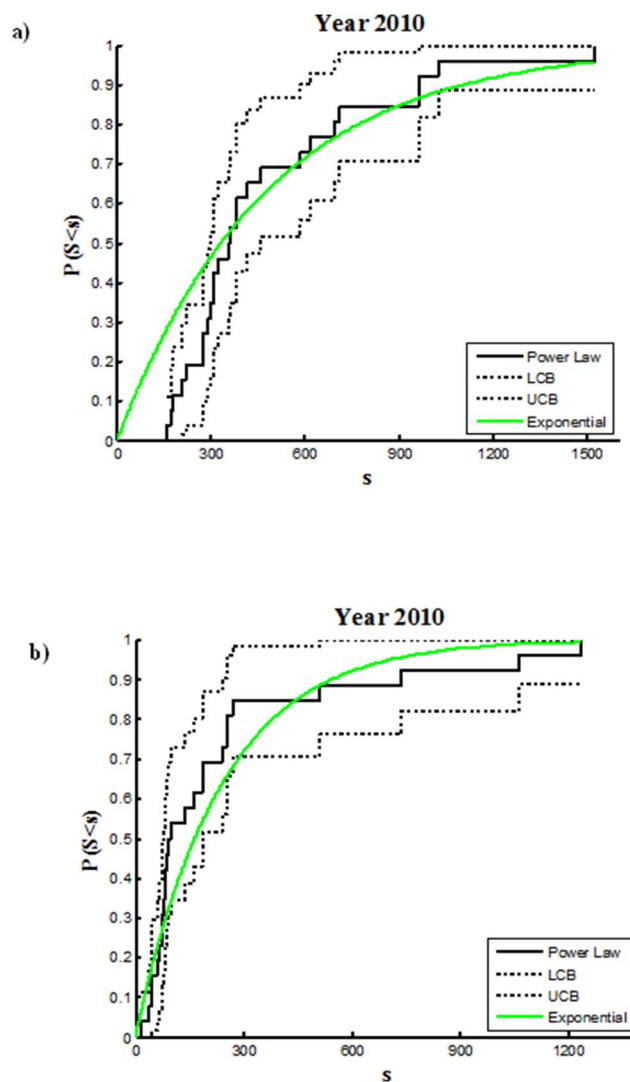 a)
Year 2010
1
0.9
0.8
0.7
0.6
0.5
0.4
0.3
0.2
0.1
0
P (S<s)
0 300 600 900 1200 1500
s
Power Law
LCB
UCB
Exponential
b)
Year 2010
1
0.9
0.8
0.7
0.6
0.5
0.4
0.3
0.2
0.1
0
P (S<s)
0 300 600 900 1200
s
Power Law
LCB
UCB
Exponential